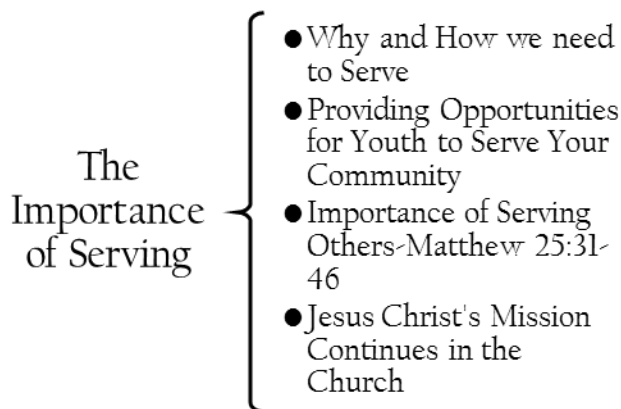 The
Importance
of Serving
● Why and How we need
to Serve
● Providing Opportunities
for Youth to Serve Your
Community
● Importance of Serving
Others-Matthew 25:31-
46
● Jesus Christ's Mission
Continues in the
Church